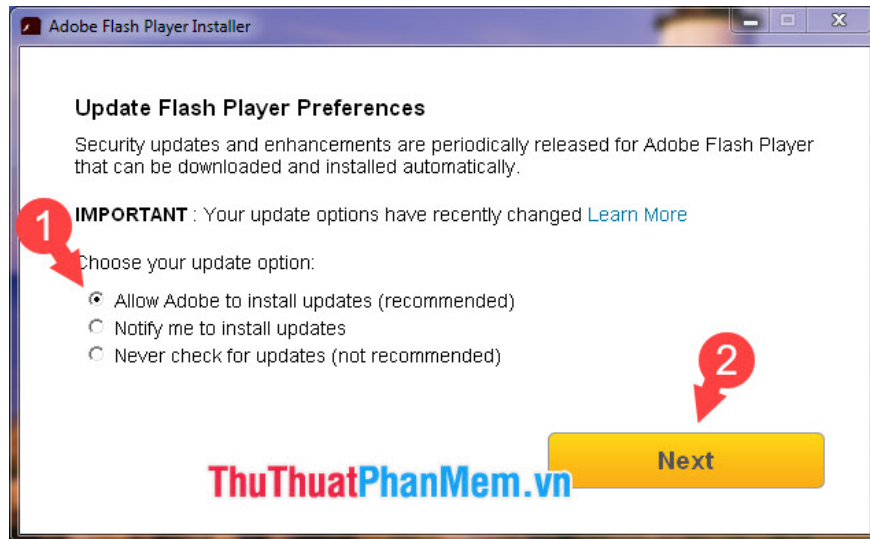 Adobe Flash Player Installer
Update Flash Player Preferences
Security updates and enhancements are periodically released for Adobe Flash Player
that can be downloaded and installed automatically.
IMPORTANT : Your update options have recently changed Learn More
1
Choose your update option:
Allow Adobe to install updates (recommended)
Notify me to install updates
Never check for updates (not recommended)
2
Next
ThuThuatPhanMem.vn